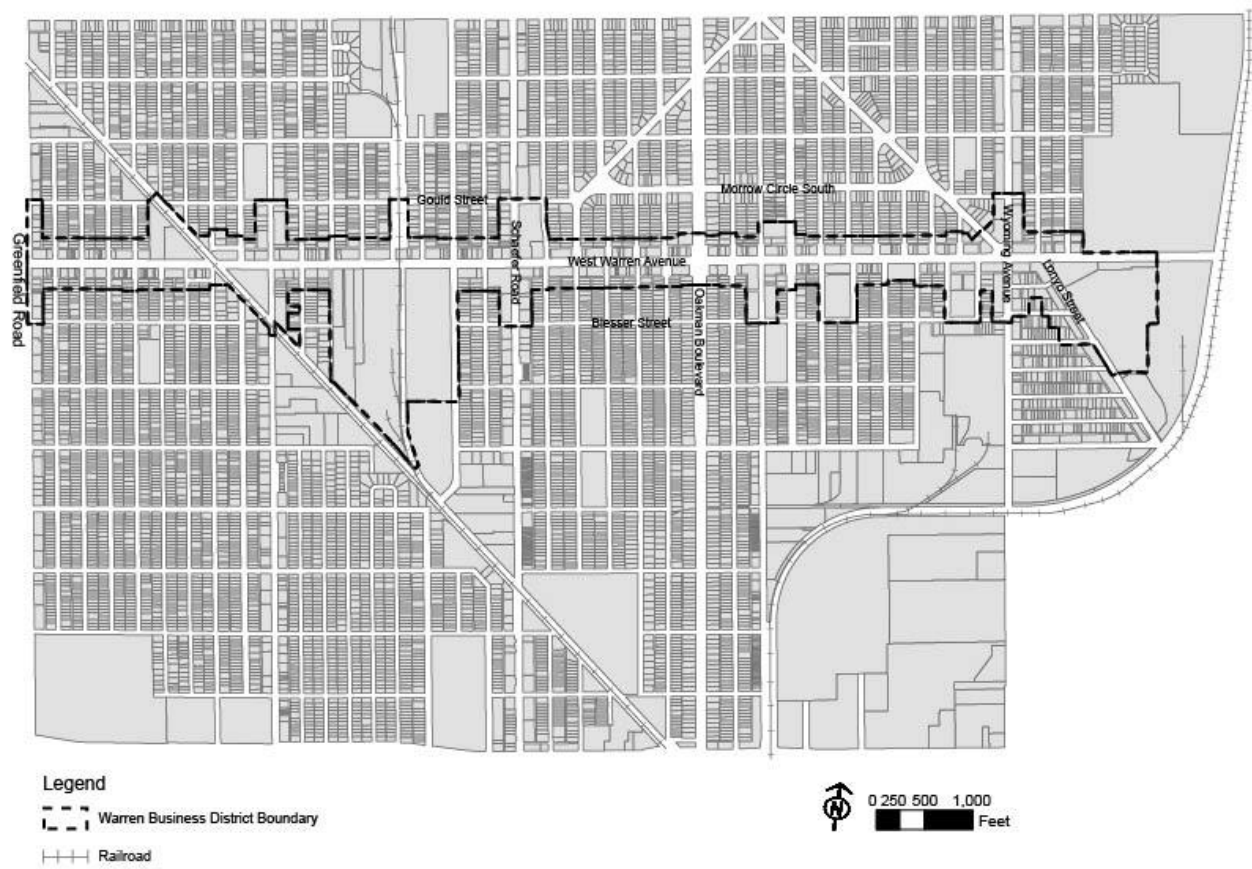 Gould Street
Morrow Circle South
Greenfield Road
Schaefer Road
West Warren Avenue
Wyoming Avenue
Lonyo Street
Blesser Street
Oakman Boulevard
Legend
Warren Business District Boundary
Railroad
N
0 250 500 1,000
Feet